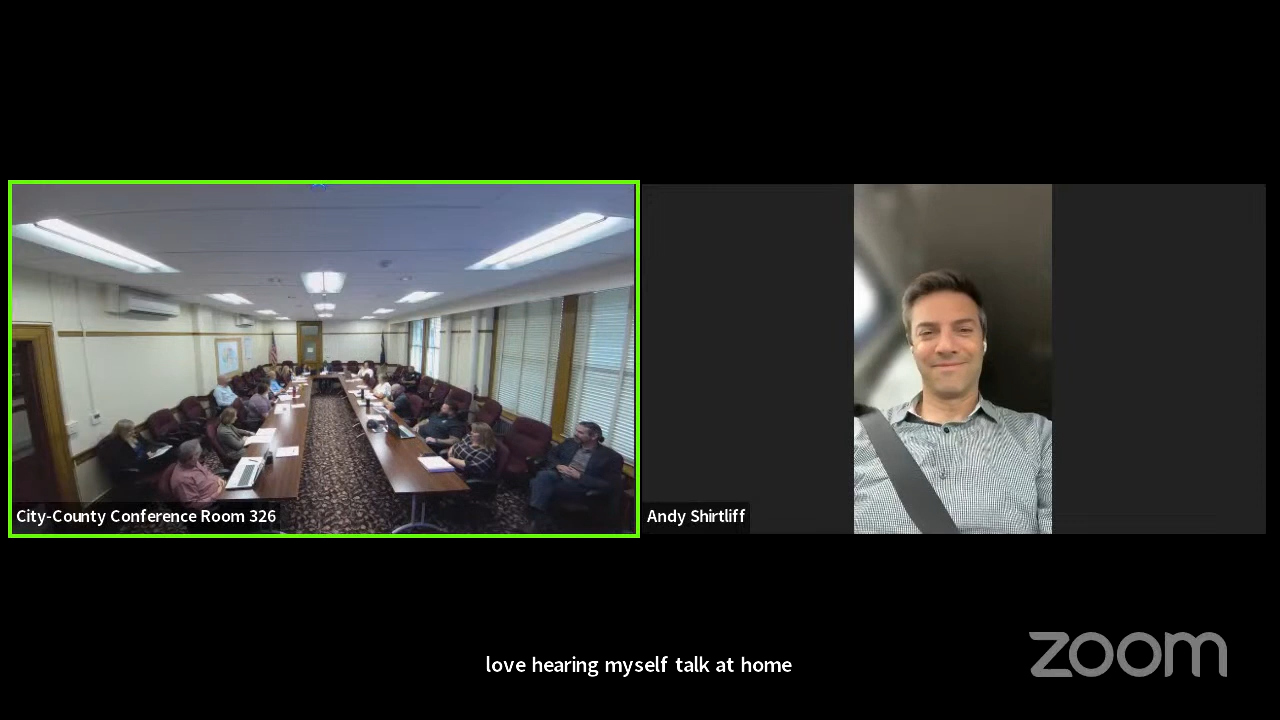 City-County Conference Room 326
Andy Shirtliff
love hearing myself talk at home
zoom